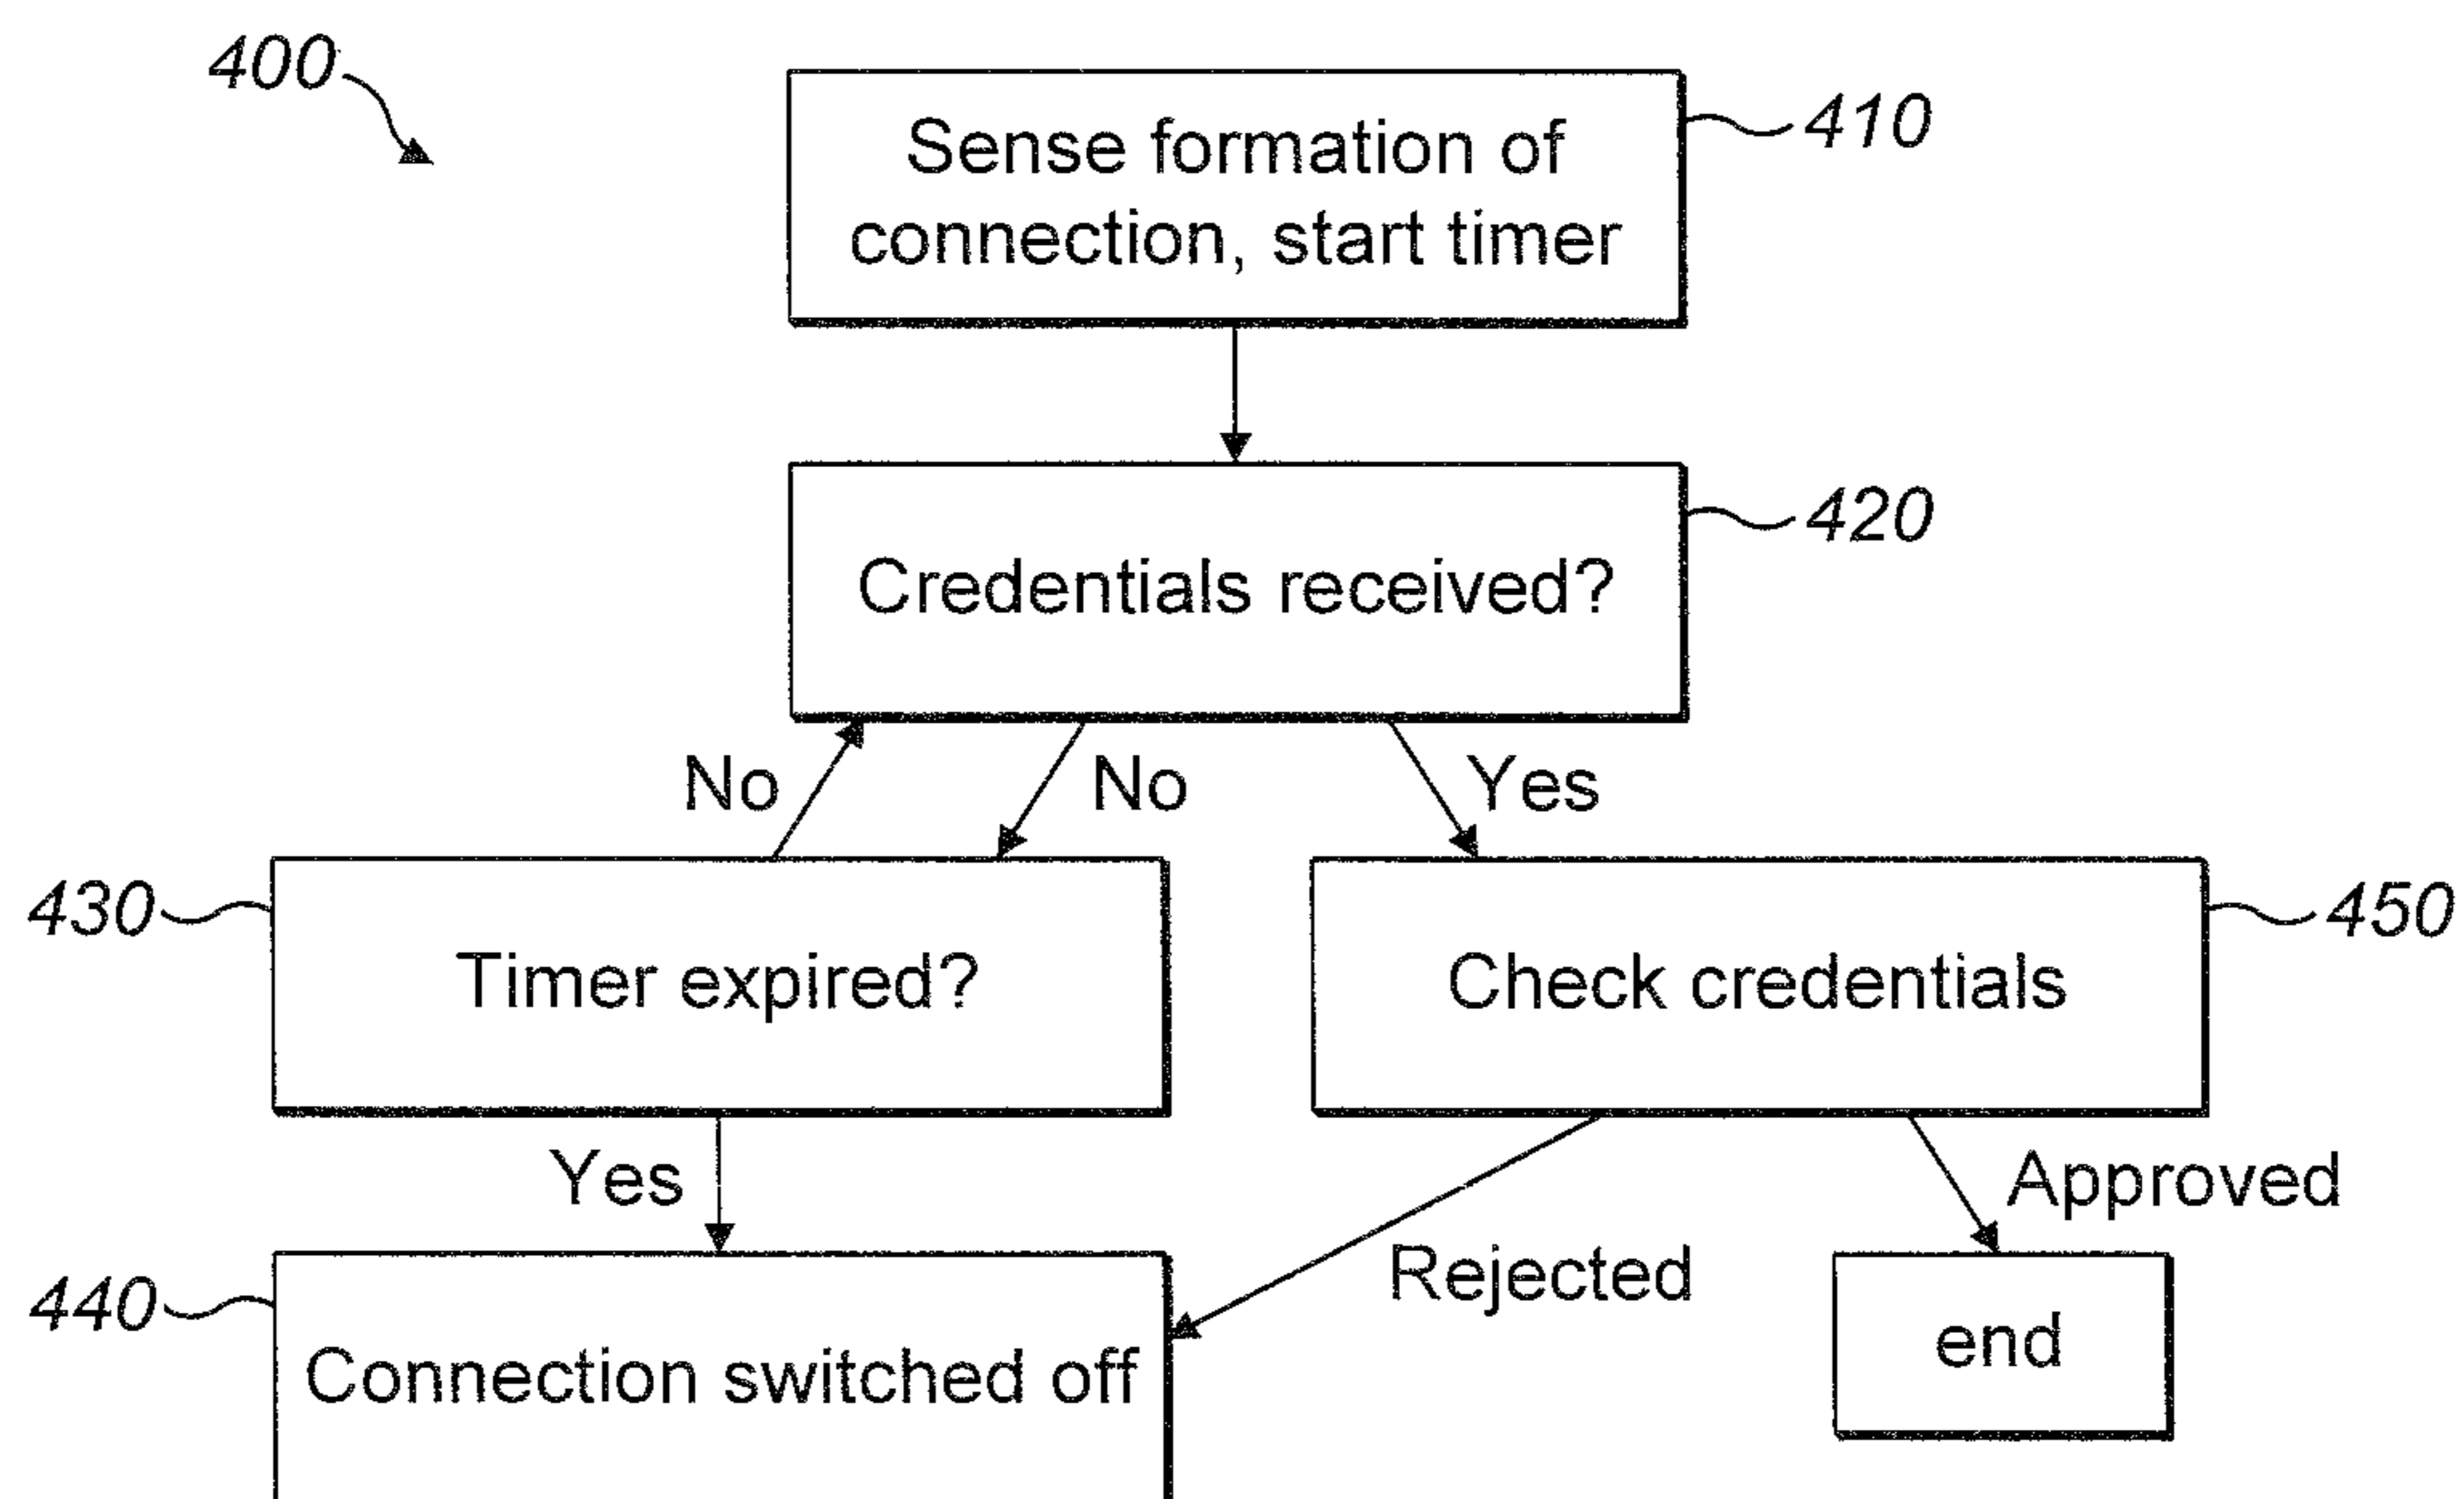 400
Sense formation of
connection, start timer
410
Credentials received?
420
No
No
Yes
430
Timer expired?
Check credentials
450
Yes
Approved
Rejected
440
Connection switched off
end